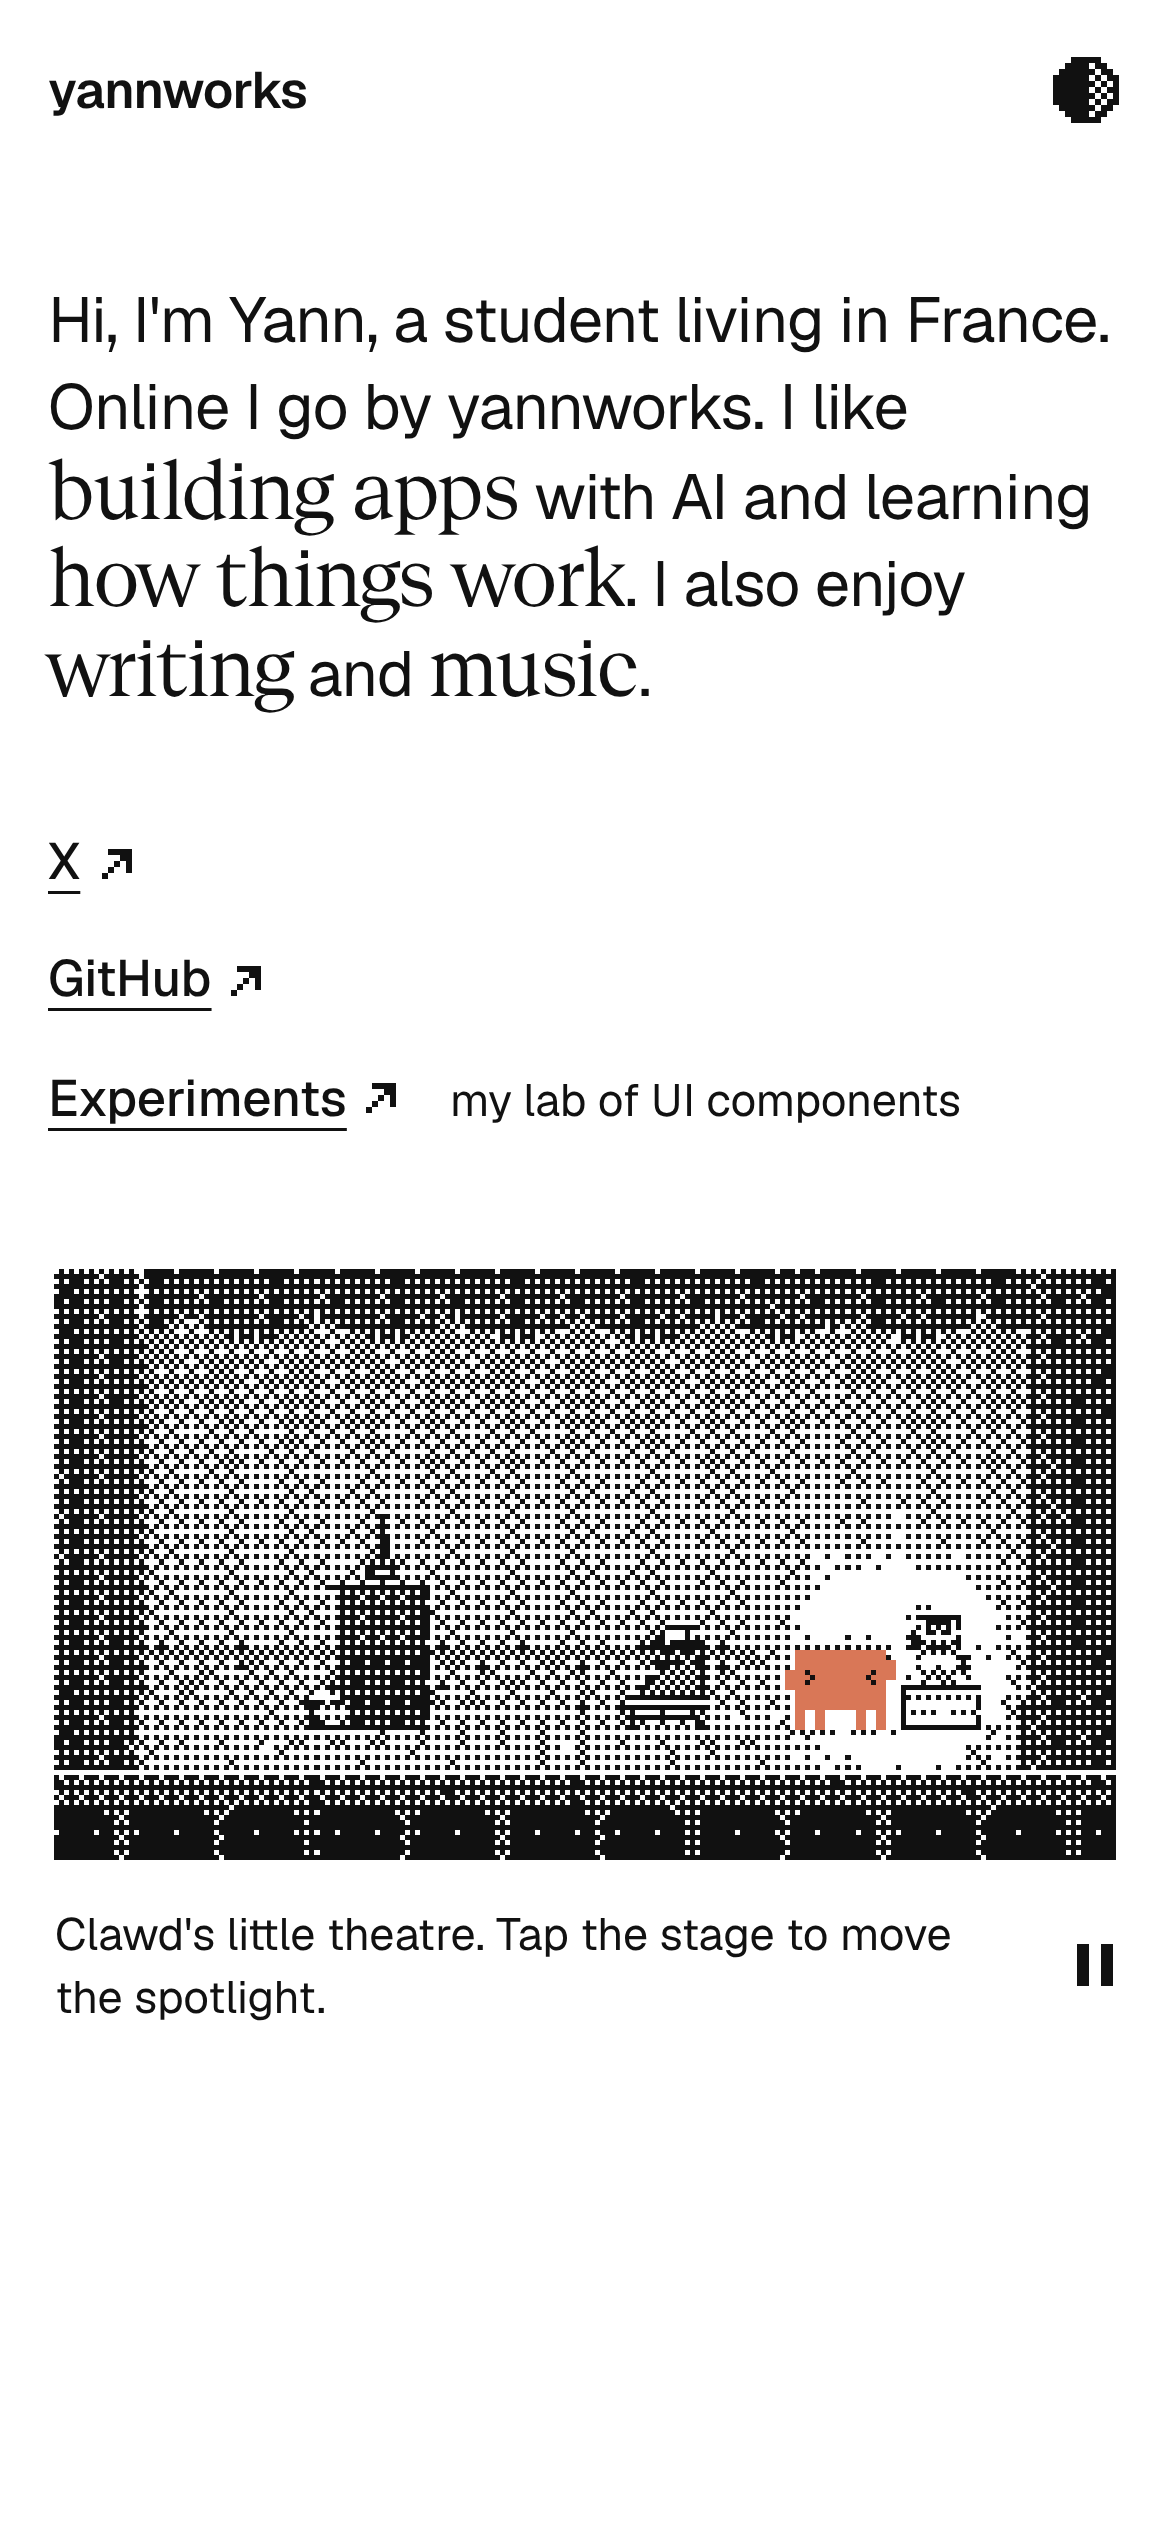 yannworks
Hi, I'm Yann, a student living in France.
Online I go by yannworks. I like
building apps with AI and learning
how things work. I also enjoy
writing and music.
X
GitHub
Experiments my lab of UI components
Clawd's little theatre. Tap the stage to move
the spotlight.